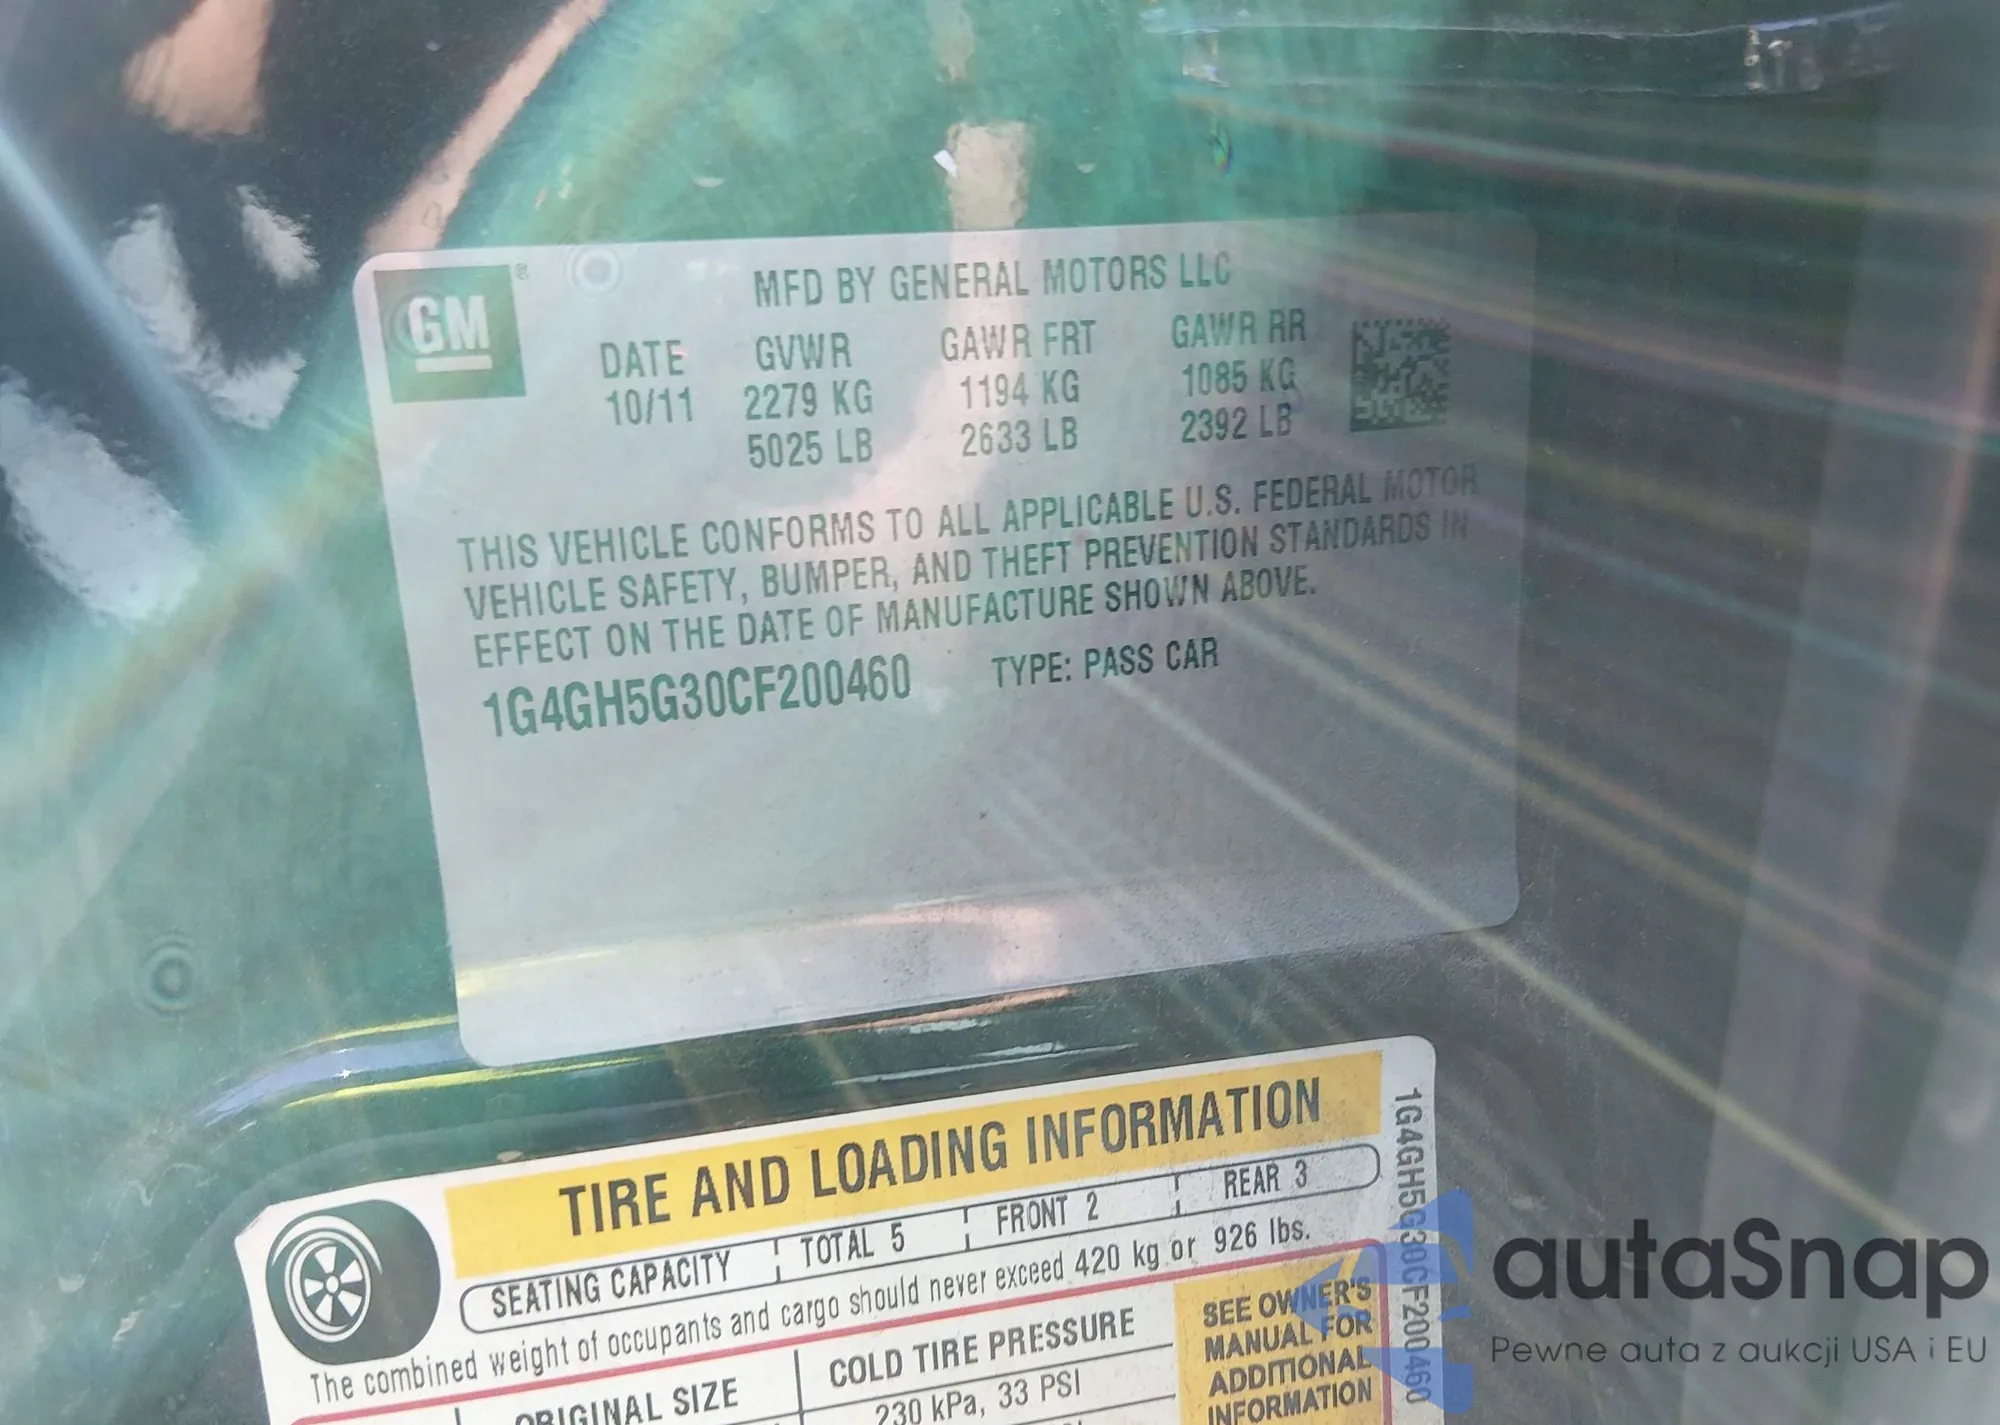 GM
®
MFD BY GENERAL MOTORS LLC
DATE GVWR GAWR FRT GAWR RR
10/11 2279 KG 1194 KG 1085 KG
5025 LB 2633 LB 2392 LB
THIS VEHICLE CONFORMS TO ALL APPLICABLE U.S. FEDERAL MOTOR
VEHICLE SAFETY, BUMPER, AND THEFT PREVENTION STANDARDS IN
EFFECT ON THE DATE OF MANUFACTURE SHOWN ABOVE.
1G4GH5G30CF200460 TYPE: PASS CAR
TIRE AND LOADING INFORMATION
SEATING CAPACITY TOTAL 5 FRONT 2 REAR 3
The combined weight of occupants and cargo should never exceed 420 kg or 926 lbs.
ORIGINAL SIZE COLD TIRE PRESSURE
230 kPa, 33 PSI
SEE OWNER'S
MANUAL FOR
ADDITIONAL
INFORMATION
1G4GH5G30CF200460
autaSnap
Pewne auta z aukcji USA i EU